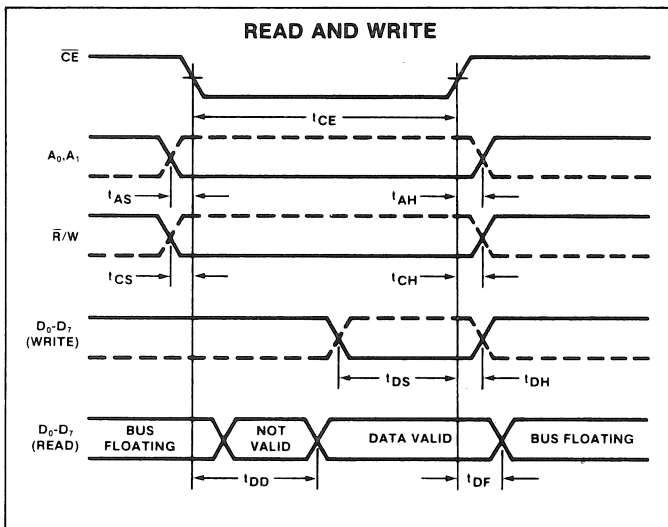 READ AND WRITE
CE
tCE
A0,A1
tAS
tAH
R/W
tCS
tCH
D0-D7
(WRITE)
tDS
tDH
D0-D7
(READ)
BUS
FLOATING
NOT
VALID
DATA VALID
BUS FLOATING
tDD
tDF